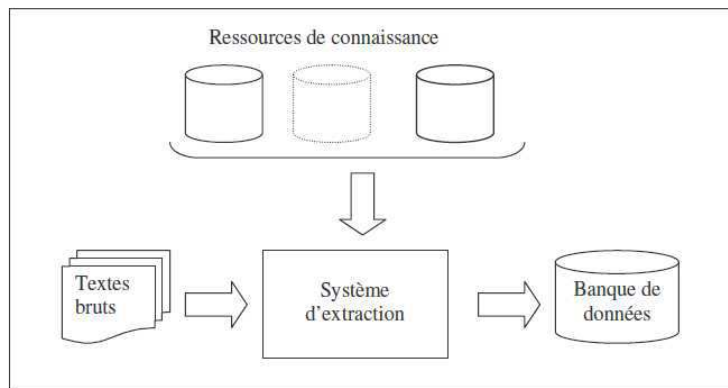 Ressources de connaissance
Textes
bruts
Système
d'extraction
Banque de
données